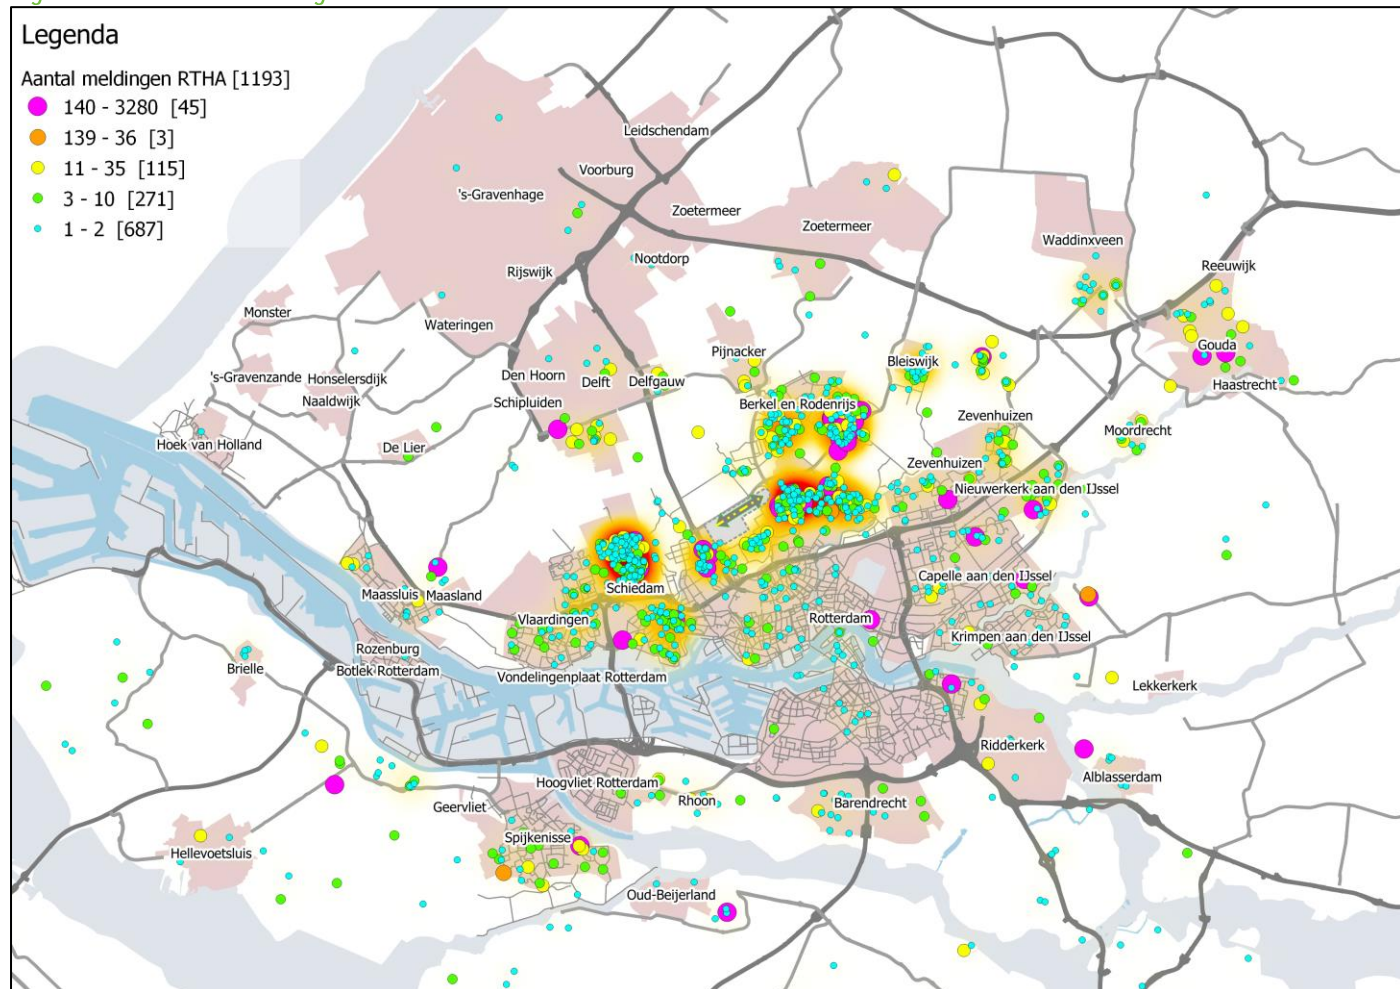 Legenda
Aantal meldingen RTHA [1193]
140 - 3280 [45]
139 - 36 [3]
11 - 35 [115]
3 - 10 [271]
1 - 2 [687]
Leidschendam
Voorburg
's-Gravenhage
Zoetermeer
Zoetermeer
Waddinxveen
Nootdorp
Rijswijk
Reeuwijk
Monster
Wateringen
Gouda
Pijnacker
Bleiswijk
Den Hoorn
Delft
Delfgauw
's-Gravenzande
Honselersdijk
Haastrecht
Naaldwijk
Schipluiden
Berkel en Rodenrijs
Zevenhuizen
Moordrecht
Hoek van Holland
De Lier
Zevenhuizen
Nieuwerkerk aan den IJssel
Capelle aan den IJssel
Schiedam
Maassluis
Maasland
Vlaardingen
Rotterdam
Krimpen aan den IJssel
Rozenburg
Brielle
Botlek Rotterdam
Vondelingenplaat Rotterdam
Lekkerkerk
Ridderkerk
Alblasserdam
Hoogvliet Rotterdam
Geervliet
Rhoon
Barendrecht
Spijkenisse
Hellevoetsluis
Oud-Beijerland